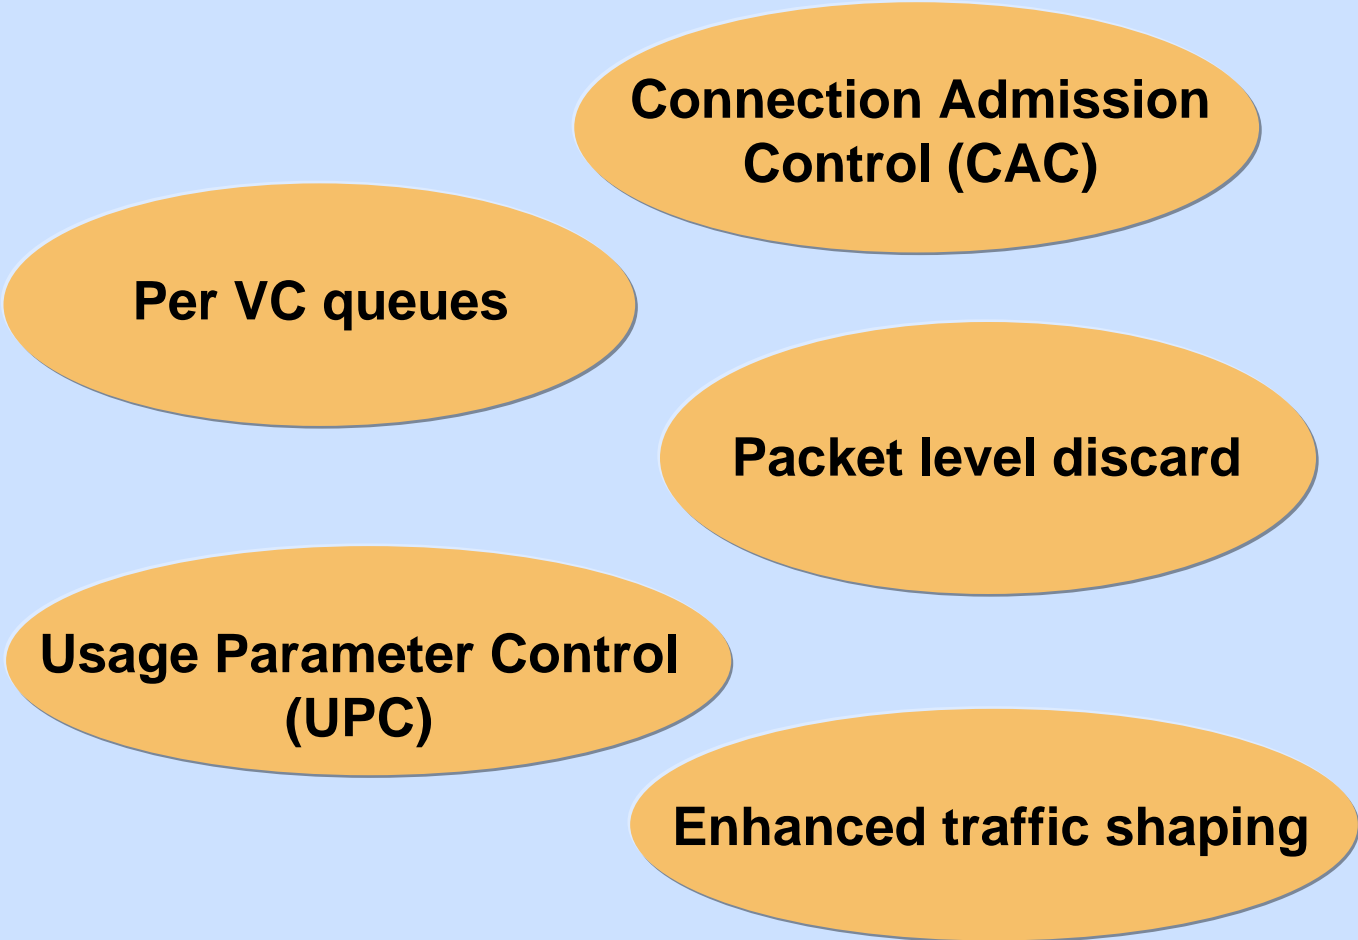 Connection Admission
Control (CAC)
Per VC queues
Packet level discard
Usage Parameter Control
(UPC)
Enhanced traffic shaping